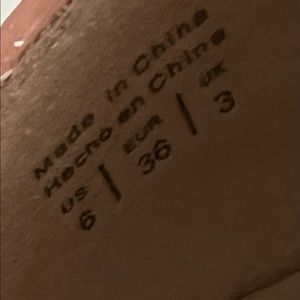 Made in China
Hecho en China
US | EUR | UK
6 | 36 | 3